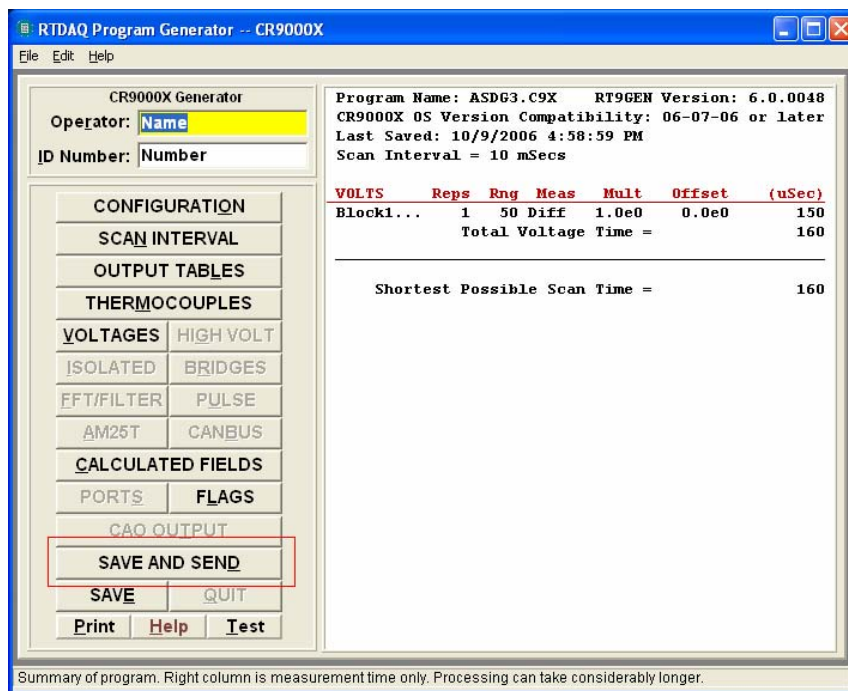 RTDAQ Program Generator -- CR9000X
File Edit Help
CR9000X Generator
Operator: Name
ID Number: Number
CONFIGURATION
SCAN INTERVAL
OUTPUT TABLES
THERMOCOUPLES
VOLTAGES HIGH VOLT
ISOLATED BRIDGES
FFT/FILTER PULSE
AM25T CANBUS
CALCULATED FIELDS
PORTS FLAGS
CAO OUTPUT
SAVE AND SEND
SAVE QUIT
Print Help Test
Program Name: ASDG3.C9X RT9GEN Version: 6.0.0048
CR9000X OS Version Compatibility: 06-07-06 or later
Last Saved: 10/9/2006 4:58:59 PM
Scan Interval = 10 mSecs
VOLTS Reps Rng Meas Mult Offset (uSec)
Block1... 1 50 Diff 1.0e0 0.0e0 150
Total Voltage Time = 160
Shortest Possible Scan Time = 160
Summary of program. Right column is measurement time only. Processing can take considerably longer.